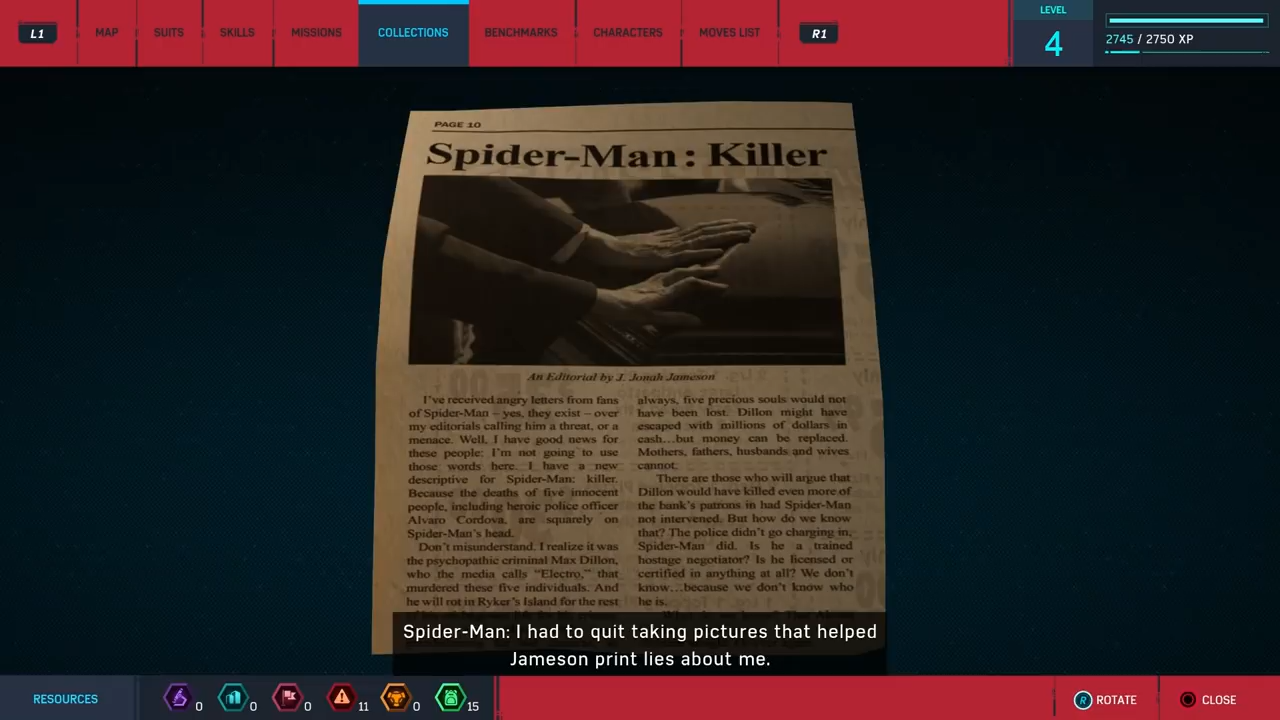 L1 MAP SUITS SKILLS MISSIONS COLLECTIONS BENCHMARKS CHARACTERS MOVES LIST R1
LEVEL
4
2745 / 2750 XP
PAGE 10
Spider-Man: Killer
An Editorial by J. Jonah Jameson
I've received angry letters from fans
of Spider-Man – yes, they exist – over
my editorials calling him a threat, or a
menace. Well, I have good news for
these people: I'm not going to use
those words here. I have a new
descriptive for Spider-Man: killer.
Because the deaths of five innocent
people, including heroic police officer
Alvaro Cordova, are squarely on
Spider-Man's head.
Don't misunderstand. I realize it was
the psychopathic criminal Max Dillon,
who the media calls "Electro," that
murdered these five individuals. And
he will rot in Ryker's Island for the rest
always, five precious souls would not
have been lost. Dillon might have
escaped with millions of dollars in
cash...but money can be replaced.
Mothers, fathers, husbands and wives
cannot.
There are those who will argue that
Dillon would have killed even more of
the bank's patrons in had Spider-Man
not intervened. But how do we know
that? The police didn't go charging in,
Spider-Man did. Is he a trained
hostage negotiator? Is he licensed or
certified in anything at all? We don't
know...because we don't know who
he is.
Spider-Man: I had to quit taking pictures that helped
Jameson print lies about me.
RESOURCES 0 0 0 11 0 15 R ROTATE CLOSE